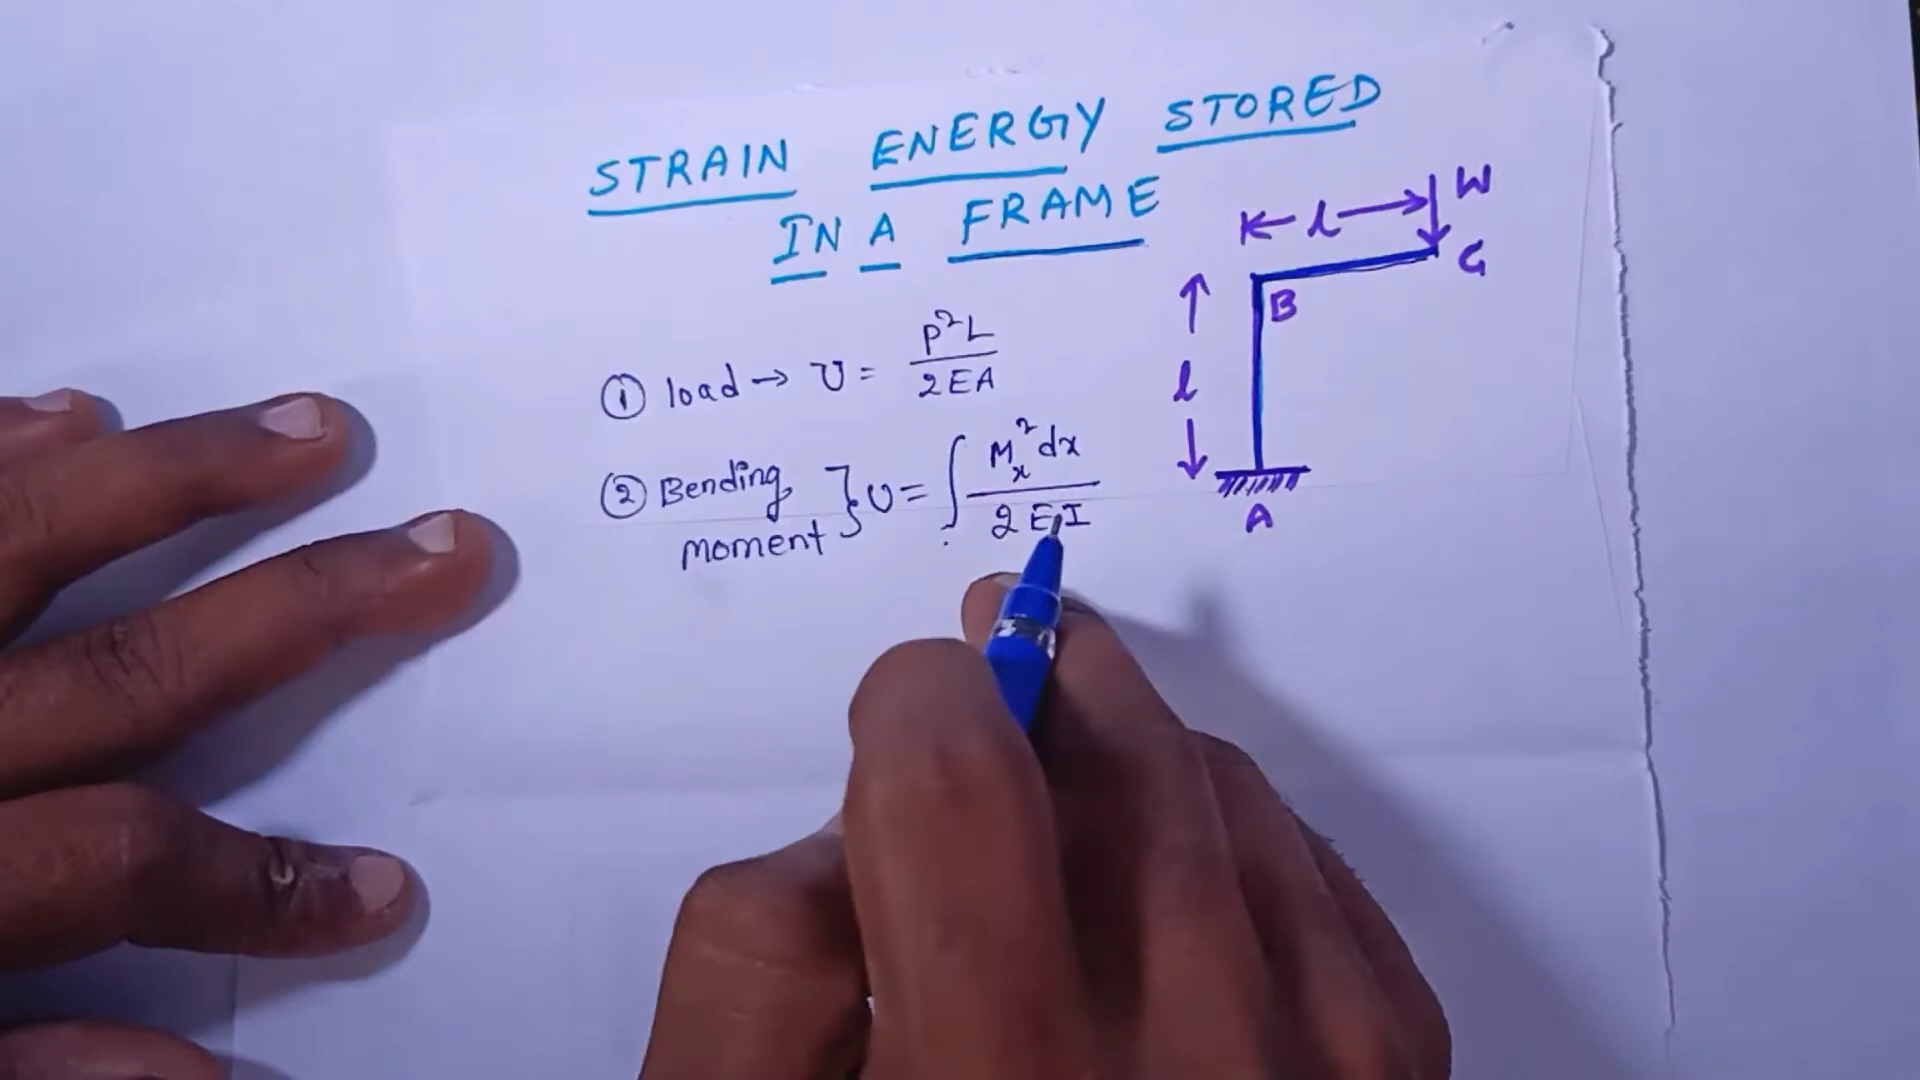 STRAIN ENERGY STORED
IN A FRAME
① load → U = P²L / 2EA
② Bending moment } U = ∫ Mₓ² dx / 2EI
W
l
C
B
l
A